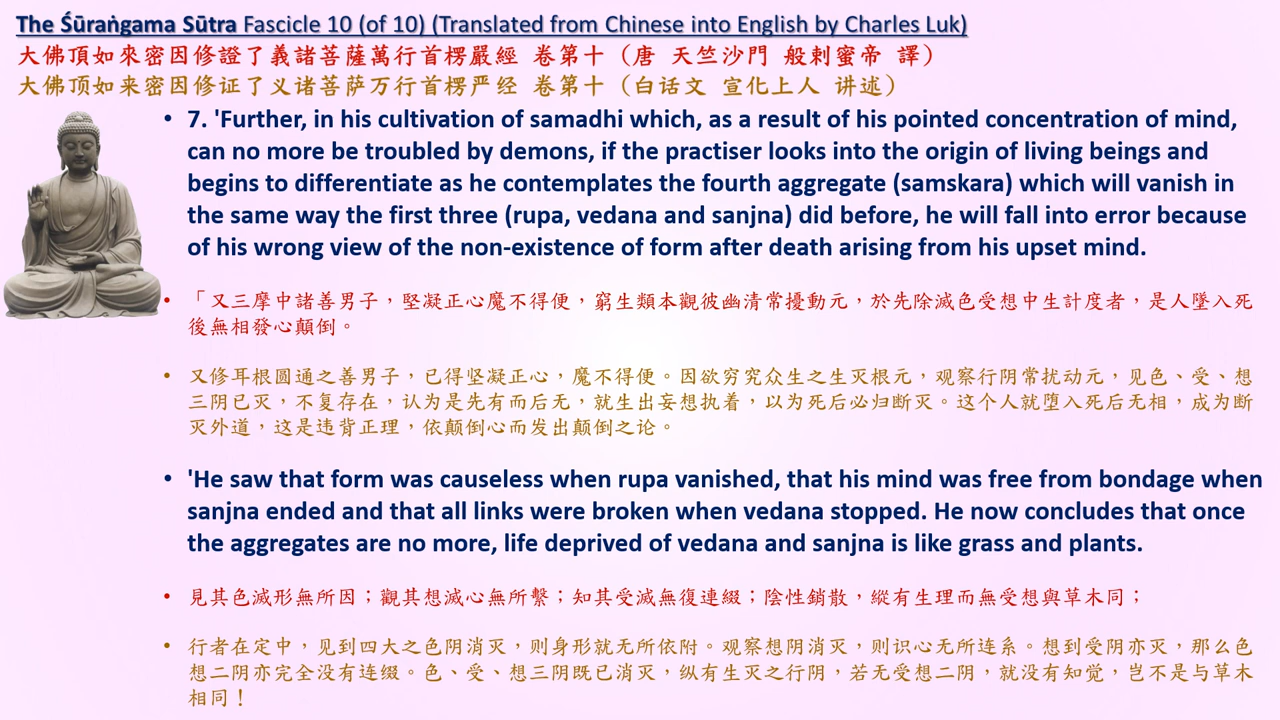 The Śūraṅgama Sūtra Fascicle 10 (of 10) (Translated from Chinese into English by Charles Luk)
大佛頂如來密因修證了義諸菩薩萬行首楞嚴經 卷第十（唐 天竺沙門 般剌蜜帝 譯）
大佛顶如来密因修证了义诸菩萨万行首楞严经 卷第十（白话文 宣化上人 讲述）
• 7. 'Further, in his cultivation of samadhi which, as a result of his pointed concentration of mind,
can no more be troubled by demons, if the practiser looks into the origin of living beings and
begins to differentiate as he contemplates the fourth aggregate (samskara) which will vanish in
the same way the first three (rupa, vedana and sanjna) did before, he will fall into error because
of his wrong view of the non-existence of form after death arising from his upset mind.
• 「又三摩中諸善男子，堅凝正心魔不得便，窮生類本觀彼幽清常擾動元，於先除滅色受想中生計度者，是人墜入死
後無相發心顛倒。
• 又修耳根圆通之善男子，已得坚凝正心，魔不得便。因欲穷究众生之生灭根元，观察行阴常扰动元，见色、受、想
三阴已灭，不复存在，认为是先有而后无，就生出妄想执着，以为死后必归断灭。这个人就堕入死后无相，成为断
灭外道，这是违背正理，依颠倒心而发出颠倒之论。
• 'He saw that form was causeless when rupa vanished, that his mind was free from bondage when
sanjna ended and that all links were broken when vedana stopped. He now concludes that once
the aggregates are no more, life deprived of vedana and sanjna is like grass and plants.
• 見其色滅形無所因；觀其想滅心無所繫；知其受滅無復連綴；陰性銷散，縱有生理而無受想與草木同；
• 行者在定中，见到四大之色阴消灭，则身形就无所依附。观察想阴消灭，则识心无所连系。想到受阴亦灭，那么色
想二阴亦完全没有连缀。色、受、想三阴既已消灭，纵有生灭之行阴，若无受想二阴，就没有知觉，岂不是与草木
相同！